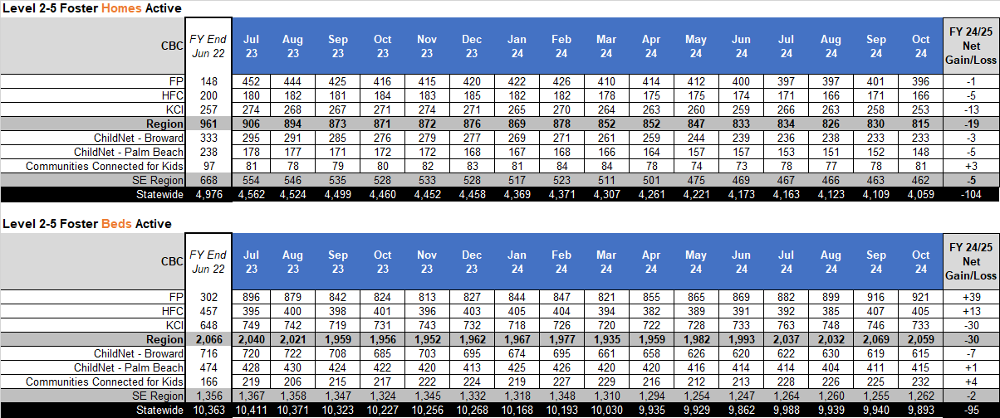 Level 2-5 Foster Homes Active
CBC FY End Jun 22 Jul 23 Aug 23 Sep 23 Oct 23 Nov 23 Dec 23 Jan 24 Feb 24 Mar 24 Apr 24 May 24 Jun 24 Jul 24 Aug 24 Sep 24 Oct 24 FY 24/25 Net Gain/Loss
FP 148 452 444 425 416 415 420 422 426 410 414 412 400 397 397 401 396 -1
HFC 200 180 182 181 184 183 185 182 182 178 175 175 174 171 166 171 166 -5
KCI 257 274 268 267 271 274 271 265 270 264 263 260 259 266 263 258 253 -13
Region 961 906 894 873 871 872 876 869 878 852 852 847 833 834 826 830 815 -19
ChildNet - Broward 333 295 291 285 276 279 277 269 271 261 259 244 239 236 238 233 233 -3
ChildNet - Palm Beach 238 178 177 171 172 172 168 167 168 166 164 157 157 153 151 152 148 -5
Communities Connected for Kids 97 81 78 79 80 82 83 81 84 84 78 74 73 78 77 78 81 +3
SE Region 668 554 546 535 528 533 528 517 523 511 501 475 469 467 466 463 462 -5
Statewide 4,976 4,562 4,524 4,499 4,460 4,452 4,458 4,369 4,371 4,307 4,261 4,221 4,173 4,163 4,123 4,109 4,059 -104
Level 2-5 Foster Beds Active
CBC FY End Jun 22 Jul 23 Aug 23 Sep 23 Oct 23 Nov 23 Dec 23 Jan 24 Feb 24 Mar 24 Apr 24 May 24 Jun 24 Jul 24 Aug 24 Sep 24 Oct 24 FY 24/25 Net Gain/Loss
FP 302 896 879 842 824 813 827 844 847 821 855 865 869 882 899 916 921 +39
HFC 457 395 400 398 401 396 403 405 404 394 382 389 391 392 385 407 405 +13
KCI 648 749 742 719 731 743 732 718 726 720 722 728 733 763 748 746 733 -30
Region 2,066 2,040 2,021 1,959 1,956 1,952 1,962 1,967 1,977 1,935 1,959 1,982 1,993 2,037 2,032 2,069 2,059 -30
ChildNet - Broward 716 720 722 708 685 703 695 674 695 661 658 626 620 622 630 619 615 -7
ChildNet - Palm Beach 474 428 430 424 422 420 413 425 426 420 420 416 414 414 404 411 415 +1
Communities Connected for Kids 166 219 206 215 217 222 224 219 227 229 216 212 213 228 226 225 232 +4
SE Region 1,356 1,367 1,358 1,347 1,324 1,345 1,332 1,318 1,348 1,310 1,294 1,254 1,247 1,264 1,260 1,255 1,262 -2
Statewide 10,363 10,411 10,371 10,323 10,227 10,256 10,268 10,168 10,193 10,030 9,935 9,929 9,862 9,988 9,939 9,940 9,893 -95